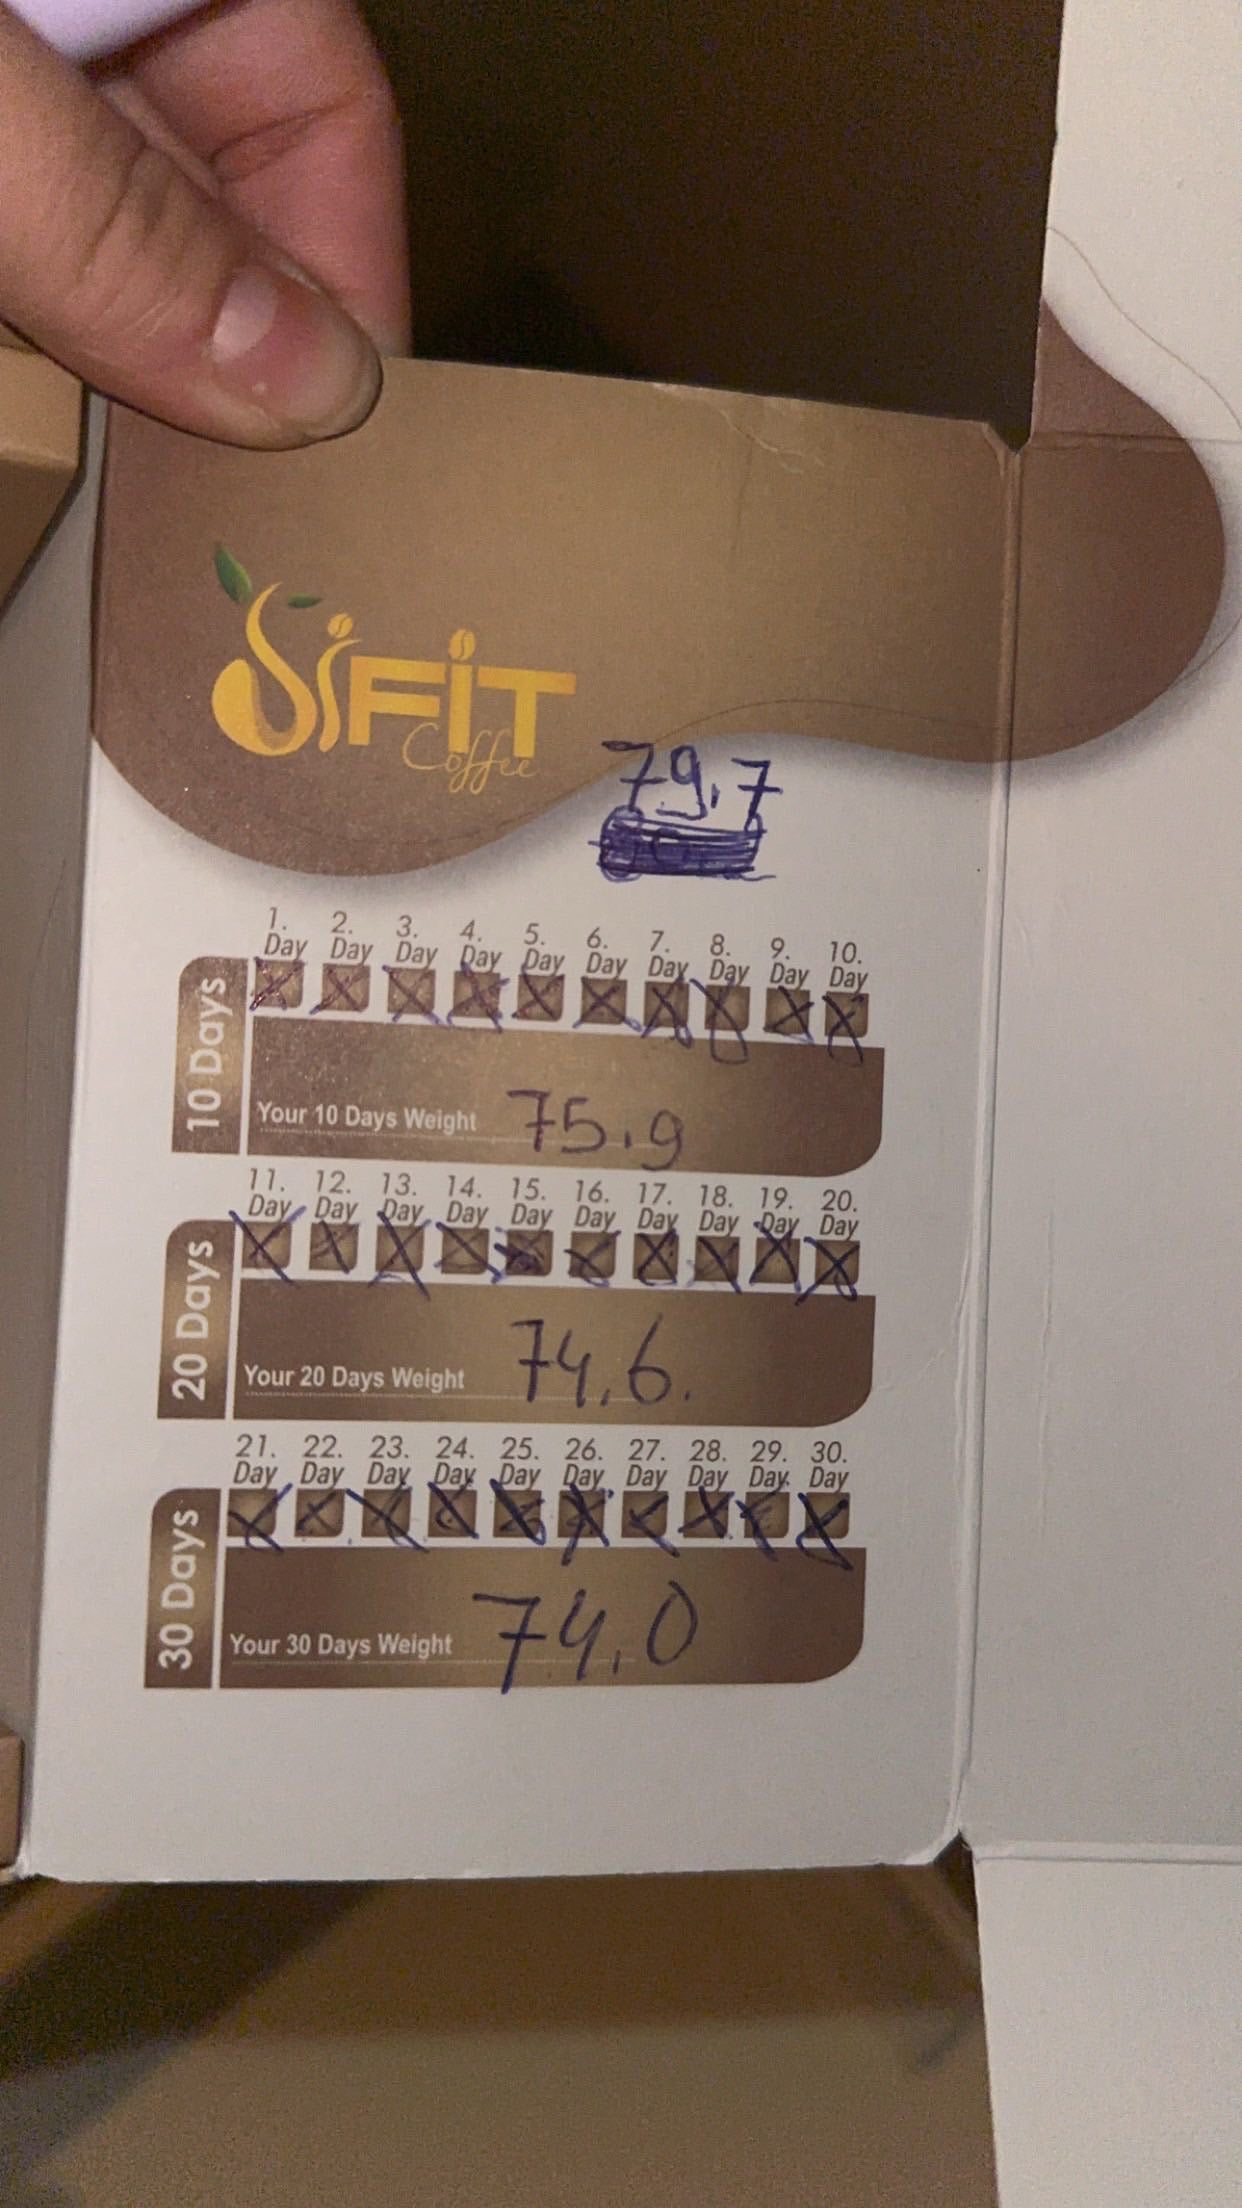 SiFiT
Coffee
79,7
1. Day 2. Day 3. Day 4. Day 5. Day 6. Day 7. Day 8. Day 9. Day 10. Day
10 Days
Your 10 Days Weight 75.9
11. Day 12. Day 13. Day 14. Day 15. Day 16. Day 17. Day 18. Day 19. Day 20. Day
20 Days
Your 20 Days Weight 74,6.
21. Day 22. Day 23. Day 24. Day 25. Day 26. Day 27. Day 28. Day 29. Day 30. Day
30 Days
Your 30 Days Weight 74,0